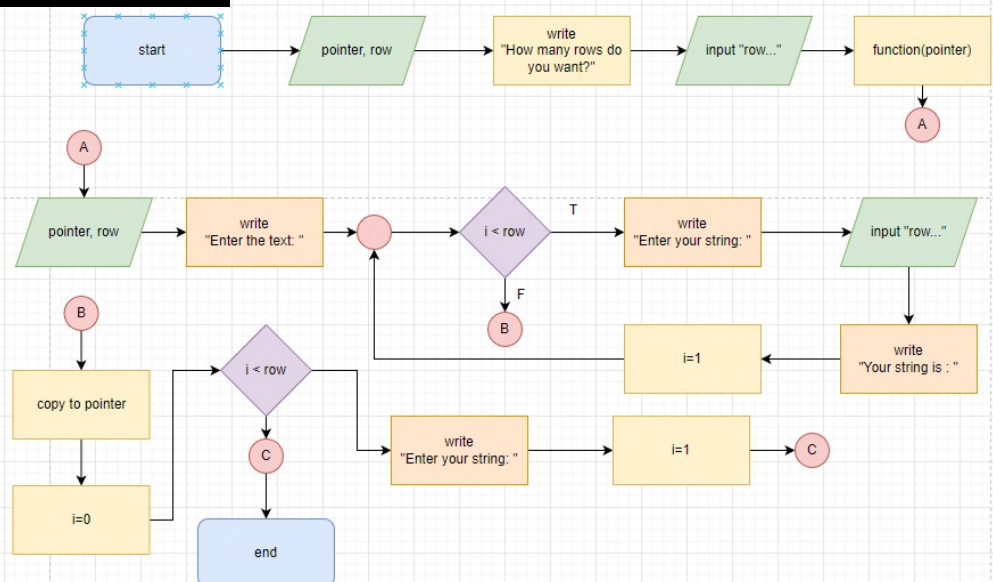 start
pointer, row
write
"How many rows do
you want?"
input "row..."
function(pointer)
A
A
pointer, row
write
"Enter the text: "
i < row
T
write
"Enter your string: "
input "row..."
F
B
B
i=1
write
"Your string is : "
i < row
copy to pointer
C
write
"Enter your string: "
i=1
C
i=0
end